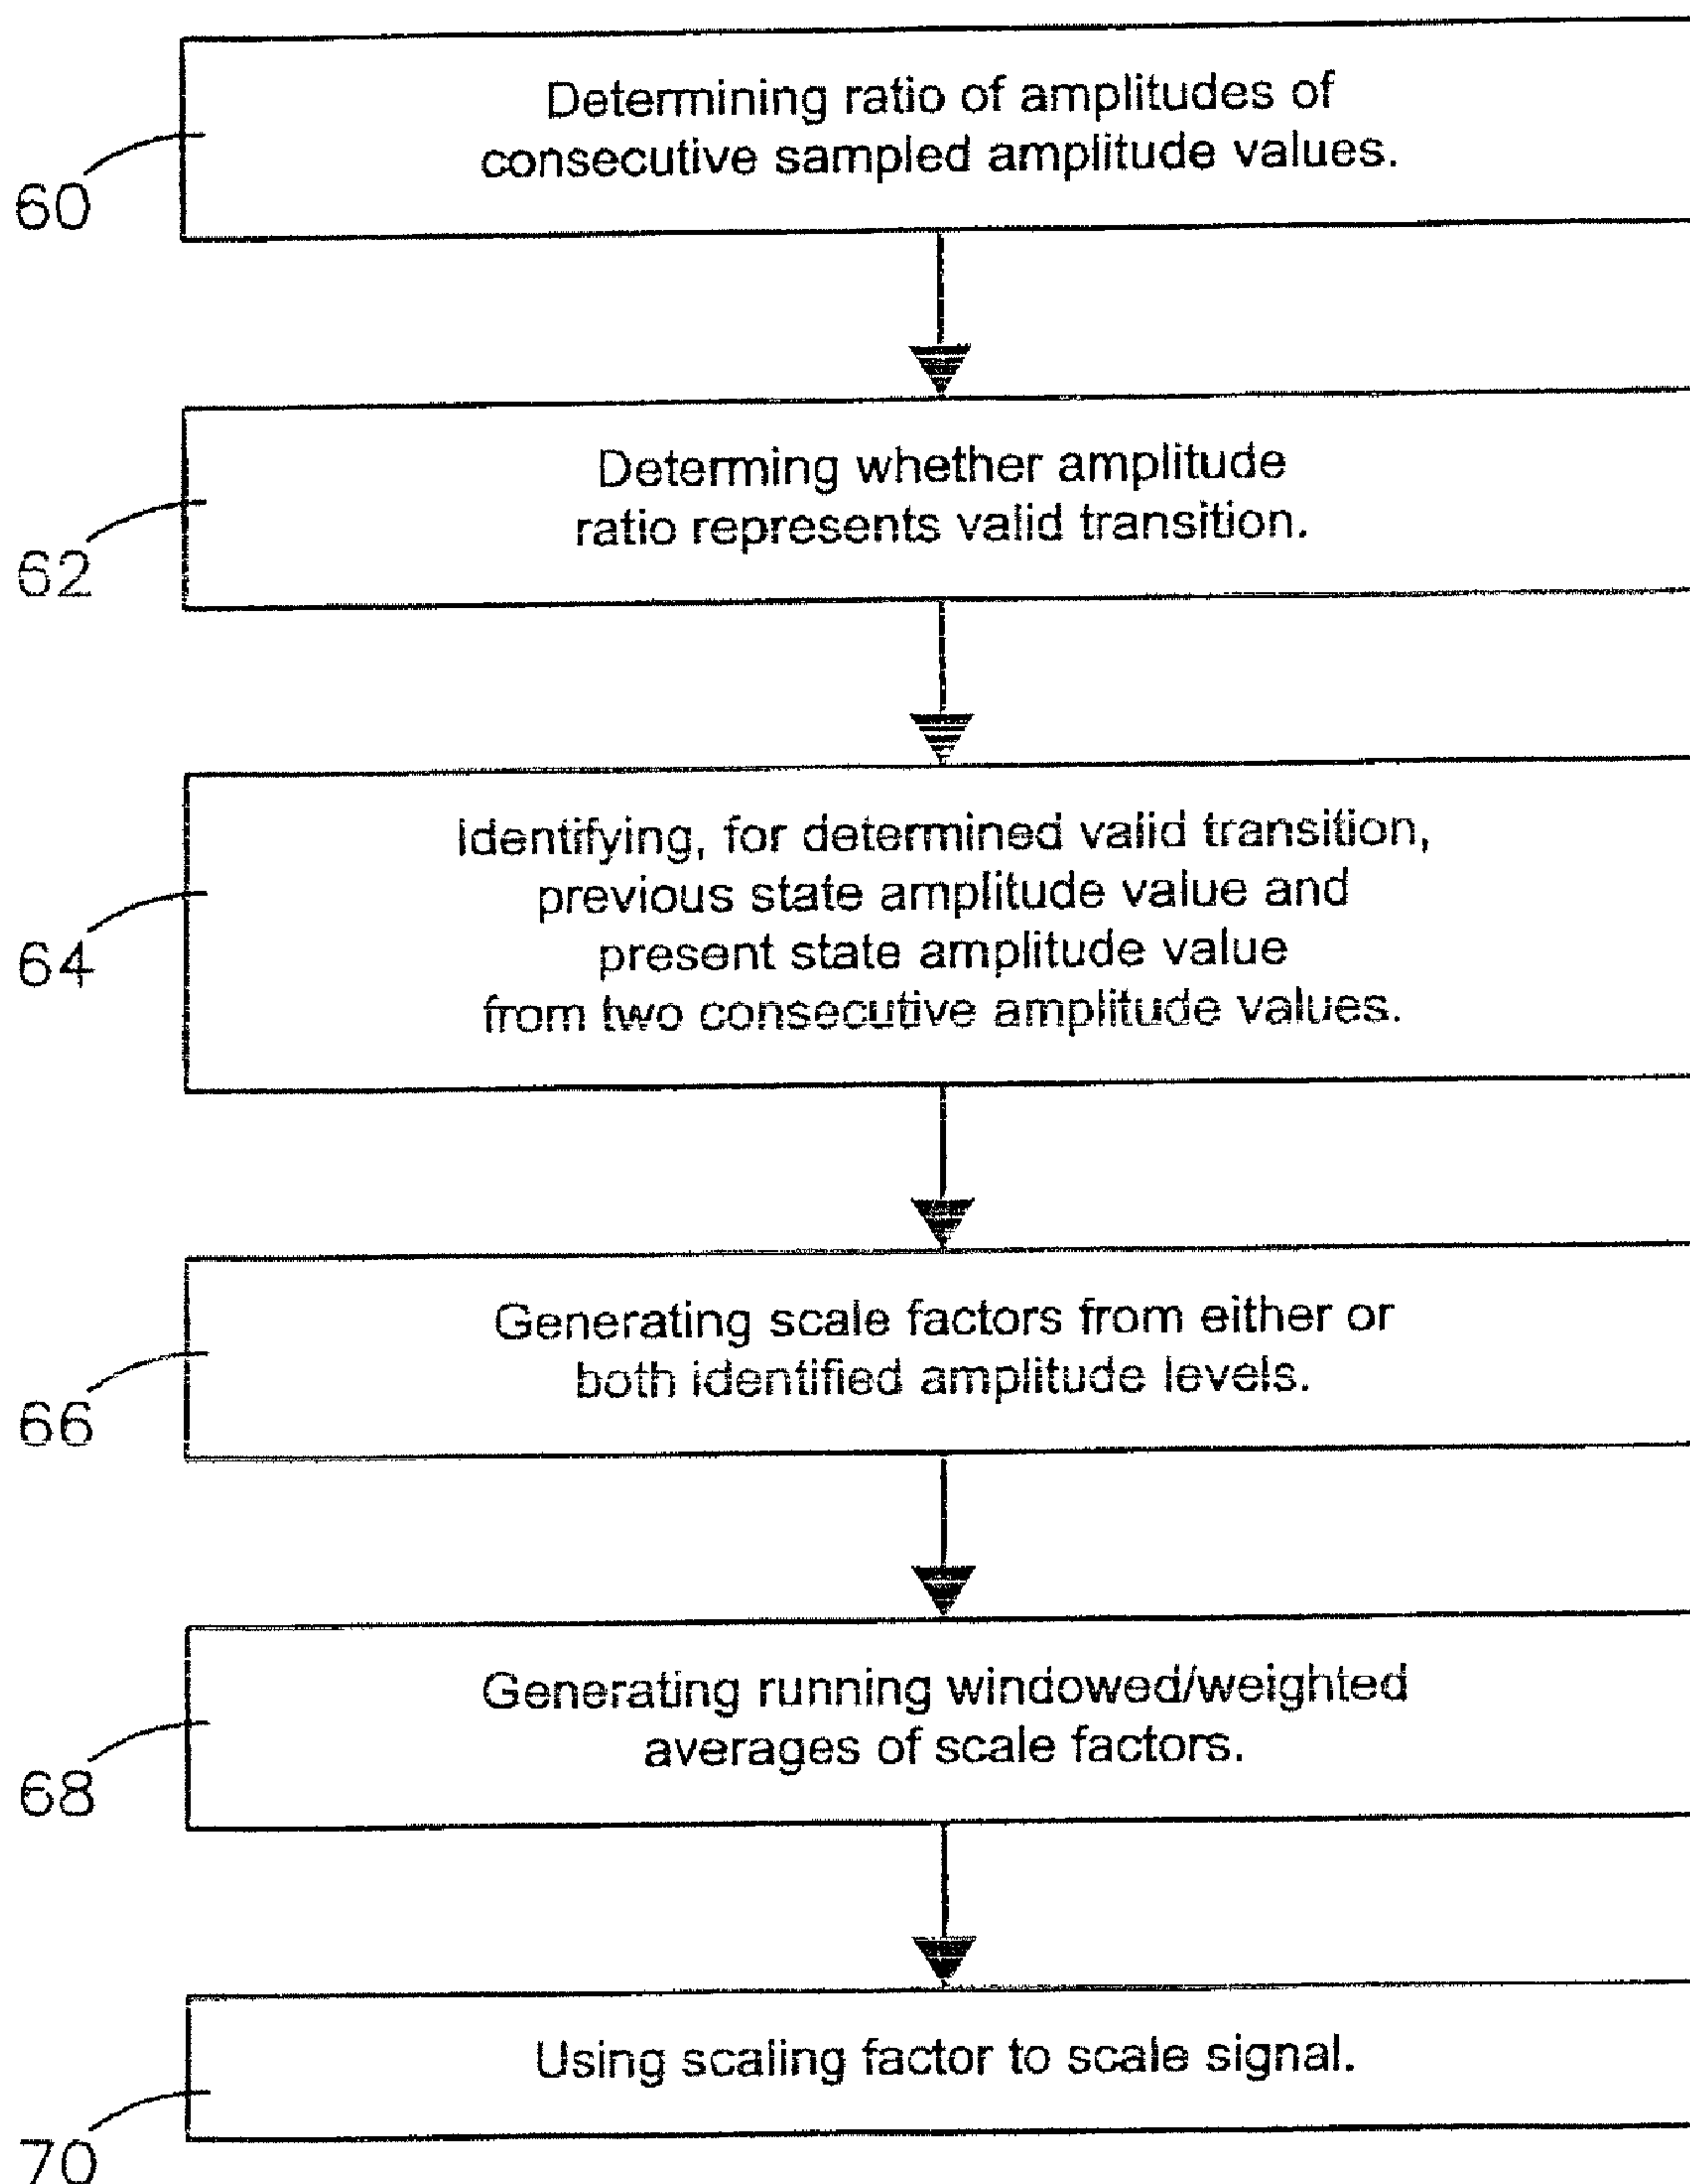 Determining ratio of amplitudes of
consecutive sampled amplitude values.
60
Determing whether amplitude
ratio represents valid transition.
62
Identifying, for determined valid transition,
previous state amplitude value and
present state amplitude value
from two consecutive amplitude values.
64
Generating scale factors from either or
both identified amplitude levels.
66
Generating running windowed/weighted
averages of scale factors.
68
Using scaling factor to scale signal.
70